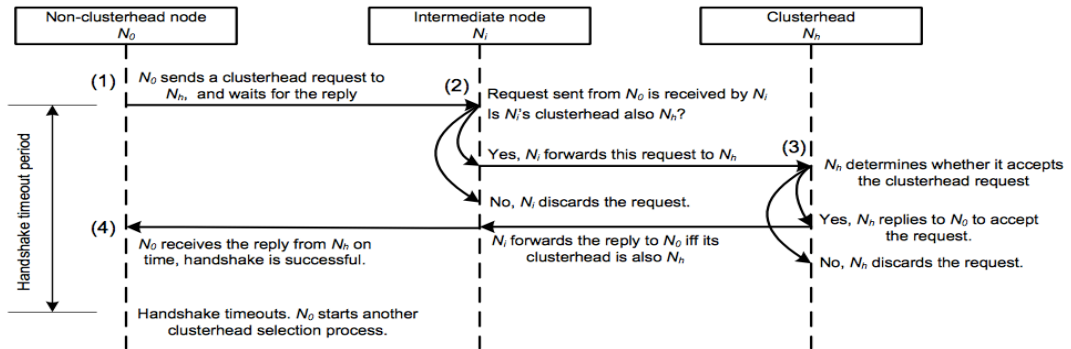 Non-clusterhead node
N₀
Intermediate node
Nᵢ
Clusterhead
Nₕ
(1)
N₀ sends a clusterhead request to
Nₕ, and waits for the reply
(2)
Request sent from N₀ is received by Nᵢ
Is Nᵢ's clusterhead also Nₕ?
Yes, Nᵢ forwards this request to Nₕ
(3)
Nₕ determines whether it accepts
the clusterhead request
No, Nᵢ discards the request.
Yes, Nₕ replies to N₀ to accept
the request.
(4)
N₀ receives the reply from Nₕ on
time, handshake is successful.
Nᵢ forwards the reply to N₀ iff its
clusterhead is also Nₕ
No, Nₕ discards the request.
Handshake timeout period
Handshake timeouts. N₀ starts another
clusterhead selection process.